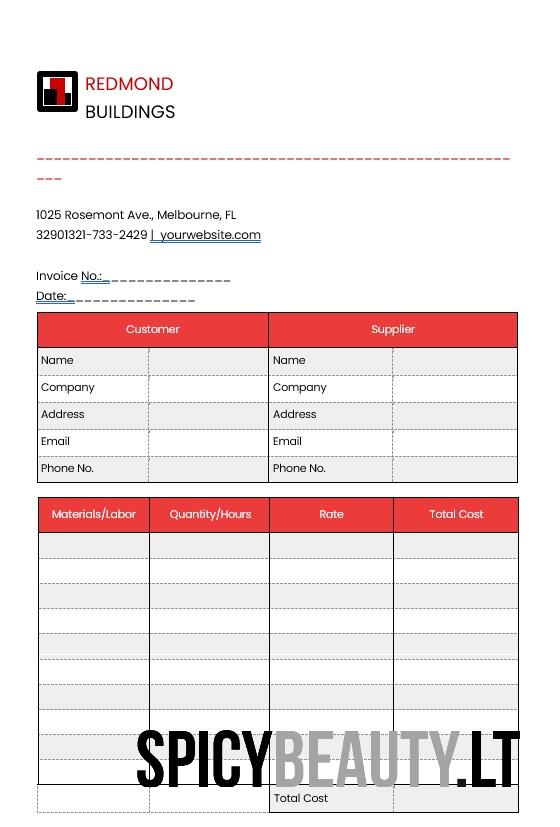 REDMOND
BUILDINGS
1025 Rosemont Ave., Melbourne, FL
32901321-733-2429 | yourwebsite.com
Invoice No.:_______________
Date:_______________
Customer Supplier
Name Name
Company Company
Address Address
Email Email
Phone No. Phone No.
Materials/Labor Quantity/Hours Rate Total Cost
SPICYBEAUTY.LT
Total Cost